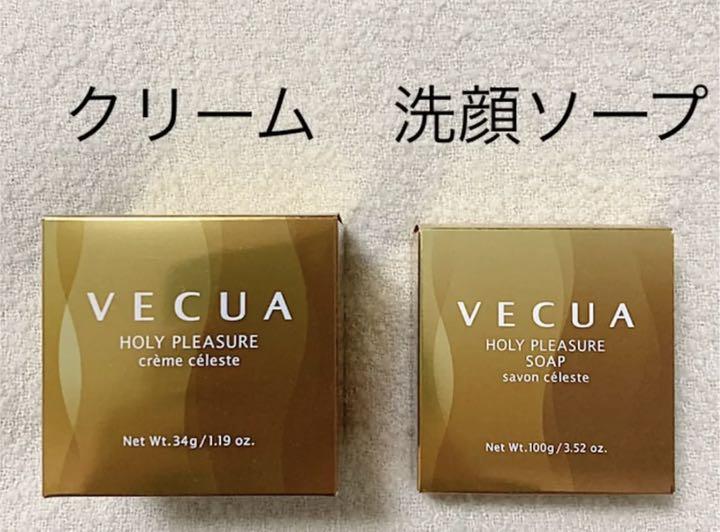 クリーム
洗顔ソープ
VECUA
HOLY PLEASURE
crème céleste
Net Wt.34g/1.19 oz.
VECUA
HOLY PLEASURE
SOAP
savon céleste
Net Wt.100g/3.52 oz.